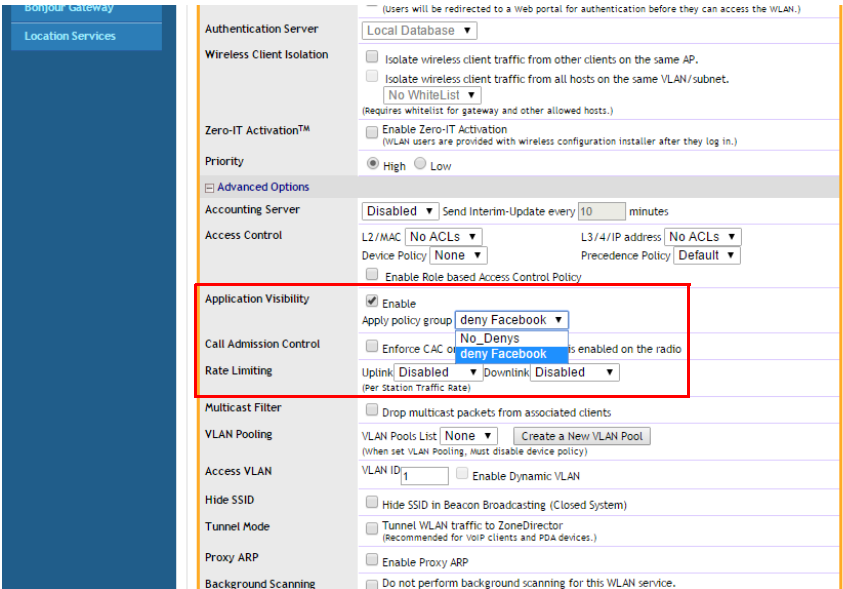 Bonjour Gateway
Location Services
(Users will be redirected to a Web portal for authentication before they can access the WLAN.)
Authentication Server
Local Database
Wireless Client Isolation
Isolate wireless client traffic from other clients on the same AP.
Isolate wireless client traffic from all hosts on the same VLAN/subnet.
No WhiteList
(Requires whitelist for gateway and other allowed hosts.)
Zero-IT Activation™
Enable Zero-IT Activation
(WLAN users are provided with wireless configuration installer after they log in.)
Priority
High Low
Advanced Options
Accounting Server
Disabled Send Interim-Update every 10 minutes
Access Control
L2/MAC No ACLs L3/4/IP address No ACLs
Device Policy None Precedence Policy Default
Enable Role based Access Control Policy
Application Visibility
Enable
Apply policy group deny Facebook
No_Denys
deny Facebook
Call Admission Control
Enforce CAC is enabled on the radio
Rate Limiting
Uplink Disabled Downlink Disabled
(Per Station Traffic Rate)
Multicast Filter
Drop multicast packets from associated clients
VLAN Pooling
VLAN Pools List None Create a New VLAN Pool
(When set VLAN Pooling, Must disable device policy)
Access VLAN
VLAN ID 1 Enable Dynamic VLAN
Hide SSID
Hide SSID in Beacon Broadcasting (Closed System)
Tunnel Mode
Tunnel WLAN traffic to ZoneDirector
(Recommended for VoIP clients and PDA devices.)
Proxy ARP
Enable Proxy ARP
Background Scanning
Do not perform background scanning for this WLAN service.